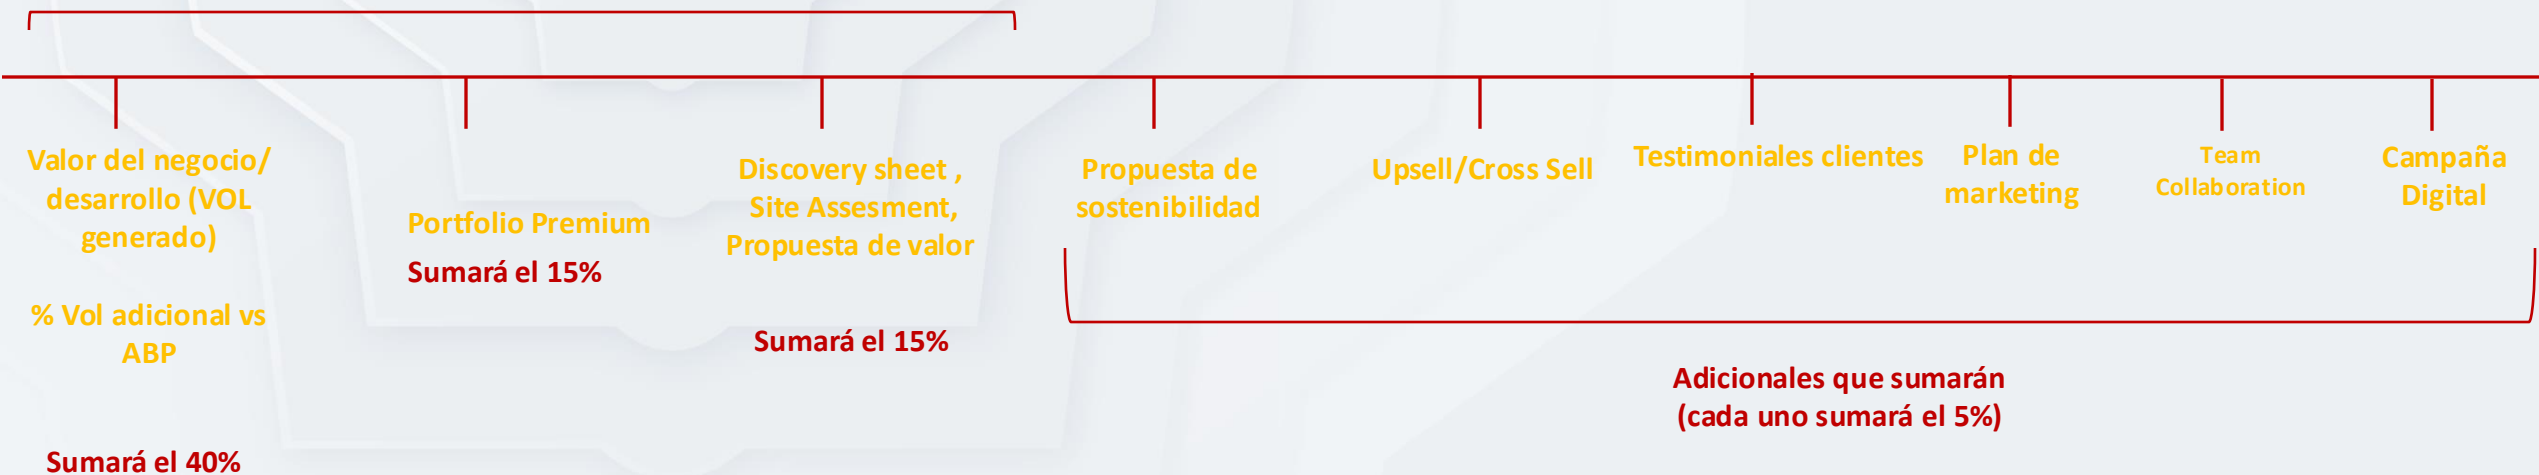 Valor del negocio/
desarrollo (VOL
generado)
% Vol adicional vs
ABP
Sumará el 40%
Portfolio Premium
Sumará el 15%
Discovery sheet ,
Site Assesment,
Propuesta de valor
Sumará el 15%
Propuesta de
sostenibilidad
Upsell/Cross Sell
Testimoniales clientes
Plan de
marketing
Team
Collaboration
Campaña
Digital
Adicionales que sumarán
(cada uno sumará el 5%)